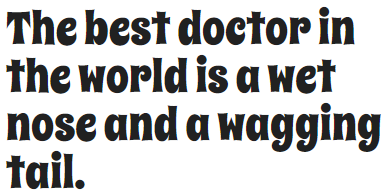 The best doctor in
the world is a wet
nose and a wagging
tail.